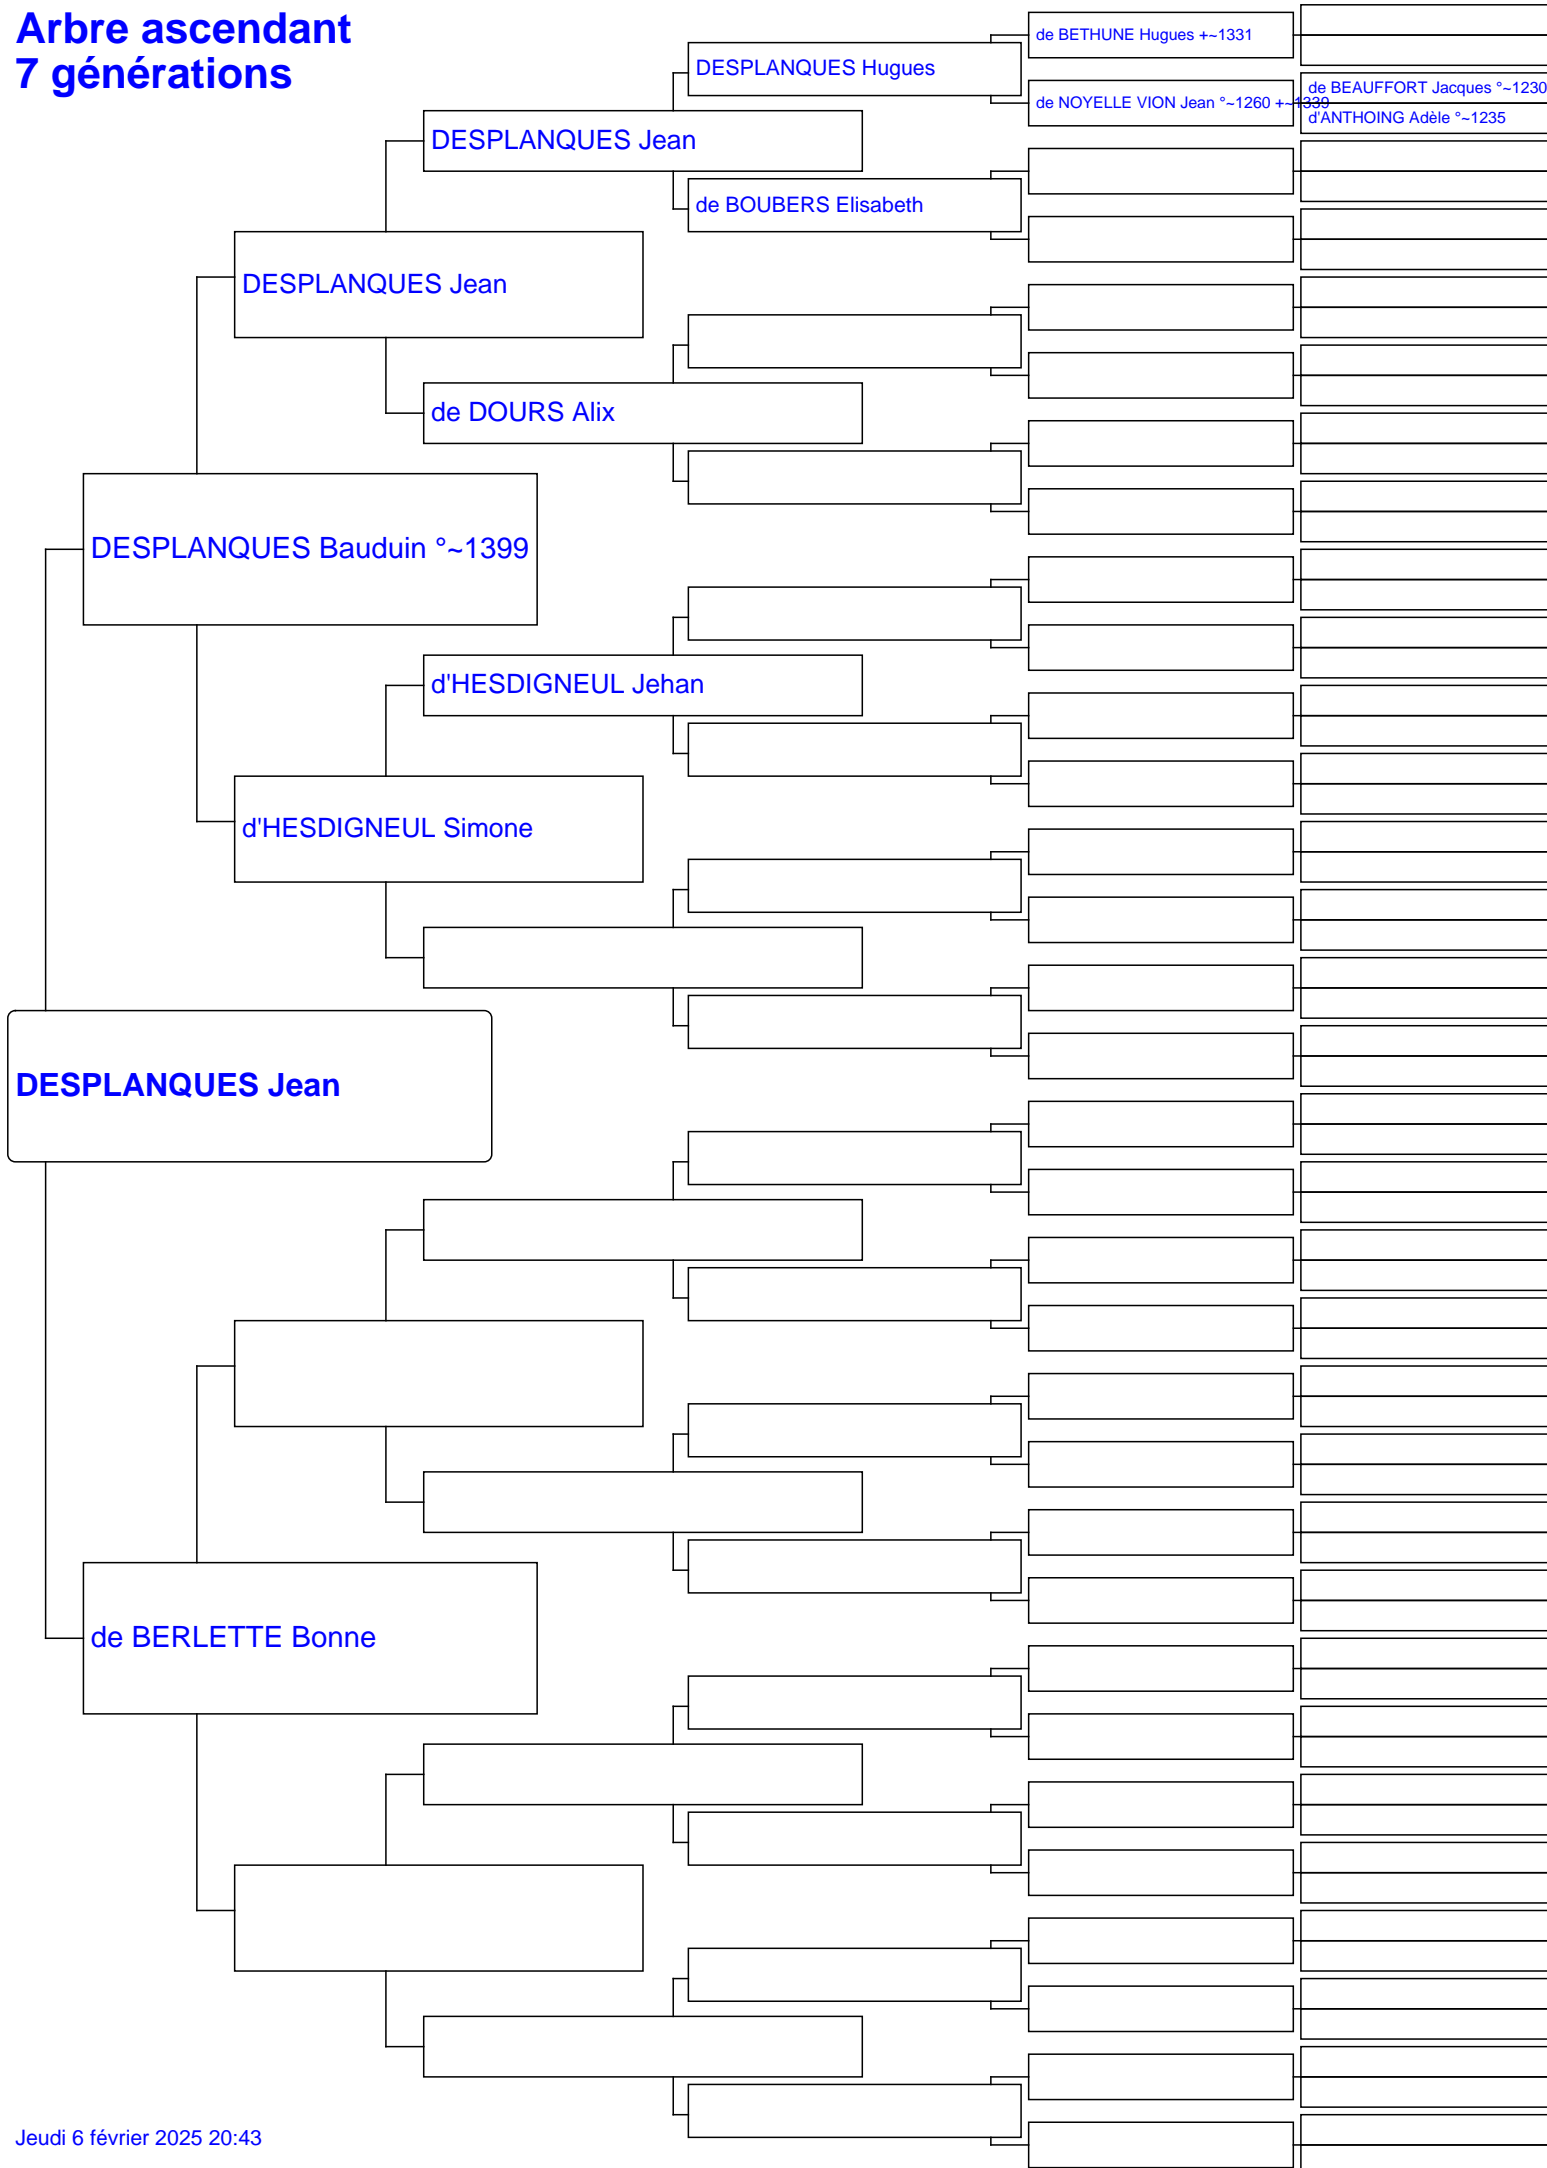 Arbre ascendant
7 générations
de BETHUNE Hugues +~1331
DESPLANQUES Hugues
de NOYELLE VION Jean °~1260 +~1339
de BEAUFFORT Jacques °~1230
d'ANTHOING Adèle °~1235
DESPLANQUES Jean
de BOUBERS Elisabeth
DESPLANQUES Jean
de DOURS Alix
DESPLANQUES Bauduin °~1399
d'HESDIGNEUL Jehan
d'HESDIGNEUL Simone
DESPLANQUES Jean
de BERLETTE Bonne
Jeudi 6 février 2025 20:43